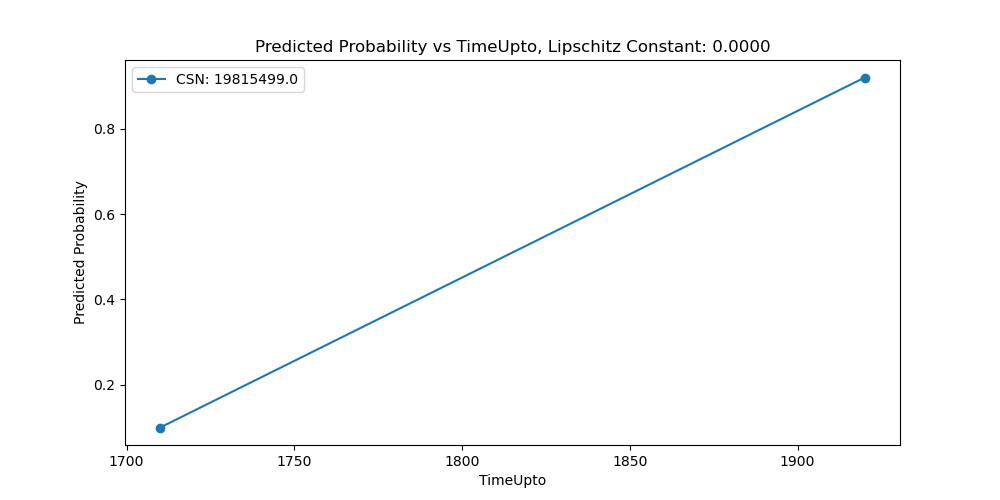 Predicted Probability vs TimeUpto, Lipschitz Constant: 0.0000
CSN: 19815499.0
0.8
0.6
0.4
0.2
Predicted Probability
1700 1750 1800 1850 1900
TimeUpto